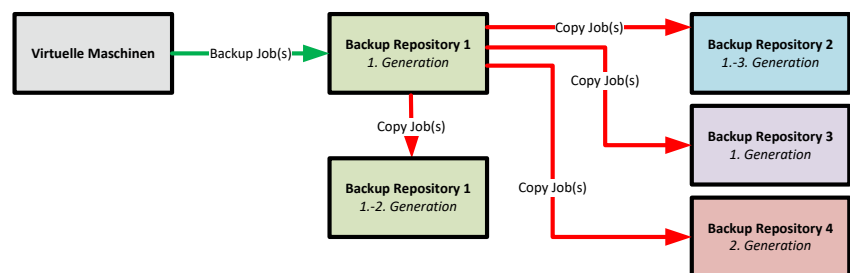 Virtuelle Maschinen
Backup Job(s)
Backup Repository 1
1. Generation
Copy Job(s)
Backup Repository 2
1.-3. Generation
Copy Job(s)
Copy Job(s)
Backup Repository 3
1. Generation
Backup Repository 1
1.-2. Generation
Copy Job(s)
Backup Repository 4
2. Generation